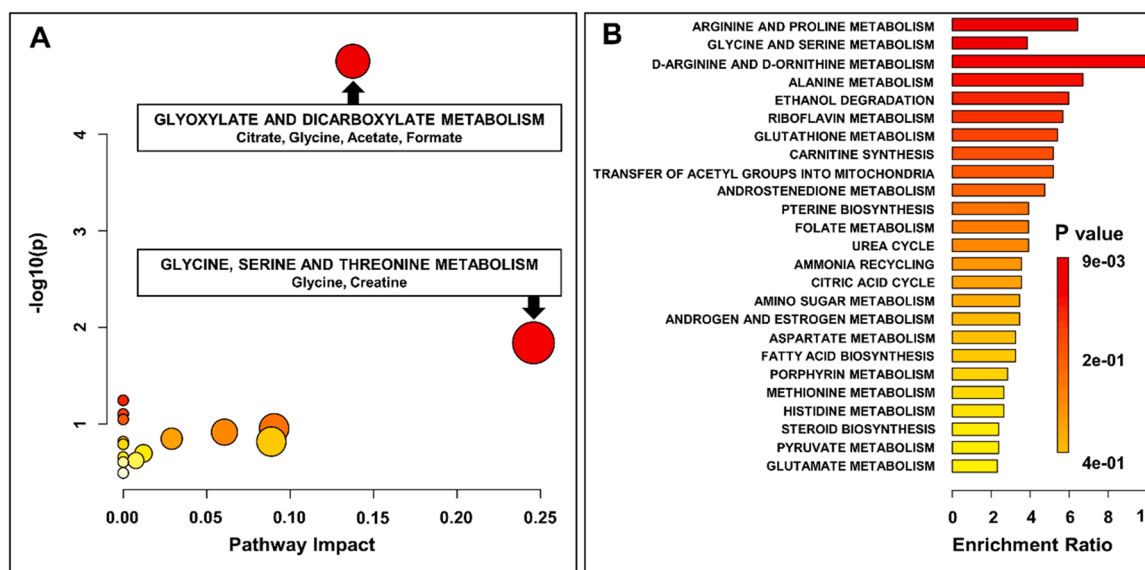 A
-log10(p)
4
3
2
1
GLYOXYLATE AND DICARBOXYLATE METABOLISM
Citrate, Glycine, Acetate, Formate
GLYCINE, SERINE AND THREONINE METABOLISM
Glycine, Creatine
0.00 0.05 0.10 0.15 0.20 0.25
Pathway Impact
B
ARGININE AND PROLINE METABOLISM
GLYCINE AND SERINE METABOLISM
D-ARGININE AND D-ORNITHINE METABOLISM
ALANINE METABOLISM
ETHANOL DEGRADATION
RIBOFLAVIN METABOLISM
GLUTATHIONE METABOLISM
CARNITINE SYNTHESIS
TRANSFER OF ACETYL GROUPS INTO MITOCHONDRIA
ANDROSTENEDIONE METABOLISM
PTERINE BIOSYNTHESIS
FOLATE METABOLISM
UREA CYCLE
AMMONIA RECYCLING
CITRIC ACID CYCLE
AMINO SUGAR METABOLISM
ANDROGEN AND ESTROGEN METABOLISM
ASPARTATE METABOLISM
FATTY ACID BIOSYNTHESIS
PORPHYRIN METABOLISM
METHIONINE METABOLISM
HISTIDINE METABOLISM
STEROID BIOSYNTHESIS
PYRUVATE METABOLISM
GLUTAMATE METABOLISM
P value
9e-03
2e-01
4e-01
0 2 4 6 8
Enrichment Ratio